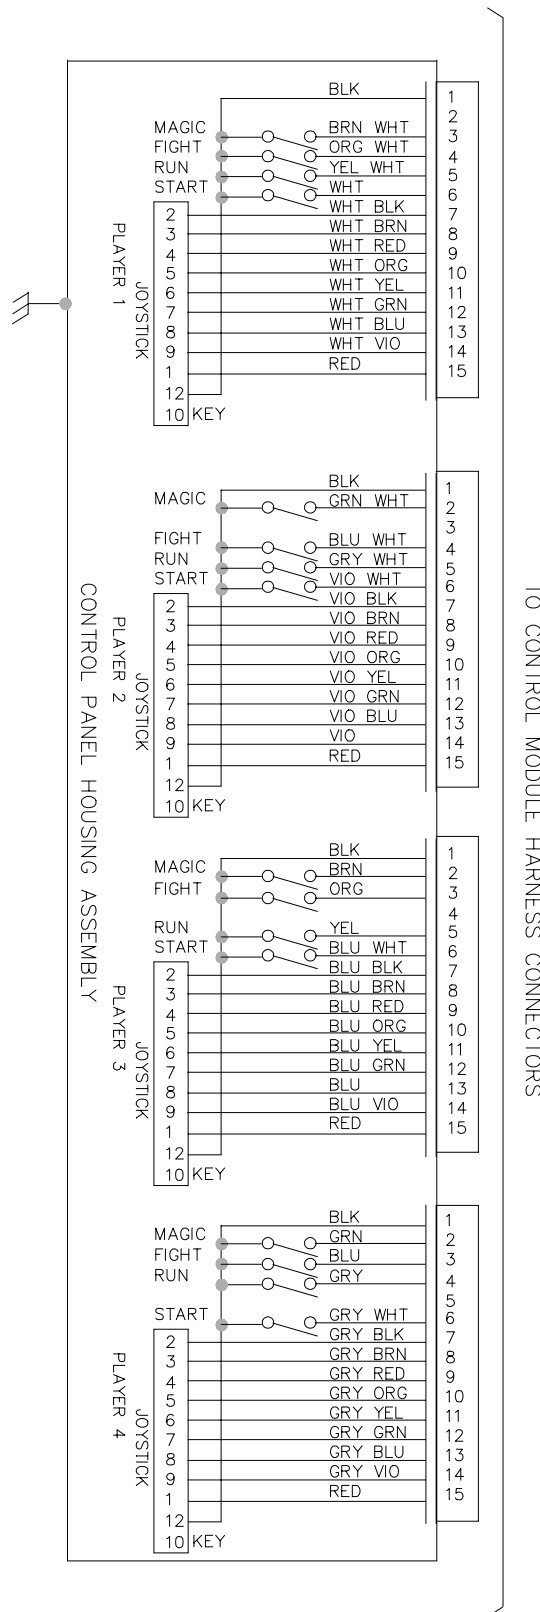 BLK 1
2
MAGIC BRN WHT 3
FIGHT ORG WHT 4
RUN YEL WHT 5
START WHT 6
2 WHT BLK 7
3 WHT BRN 8
4 WHT RED 9
5 WHT ORG 10
6 WHT YEL 11
7 WHT GRN 12
8 WHT BLU 13
9 WHT VIO 14
1 RED 15
12
10 KEY
JOYSTICK
PLAYER 1
BLK 1
MAGIC GRN WHT 2
3
FIGHT BLU WHT 4
RUN GRY WHT 5
START VIO WHT 6
2 VIO BLK 7
3 VIO BRN 8
4 VIO RED 9
5 VIO ORG 10
6 VIO YEL 11
7 VIO GRN 12
8 VIO BLU 13
9 VIO 14
1 RED 15
12
10 KEY
JOYSTICK
PLAYER 2
BLK 1
MAGIC BRN 2
FIGHT ORG 3
4
RUN YEL 5
START BLU WHT 6
2 BLU BLK 7
3 BLU BRN 8
4 BLU RED 9
5 BLU ORG 10
6 BLU YEL 11
7 BLU GRN 12
8 BLU 13
9 BLU VIO 14
1 RED 15
12
10 KEY
JOYSTICK
PLAYER 3
BLK 1
MAGIC GRN 2
FIGHT BLU 3
RUN GRY 4
5
START GRY WHT 6
2 GRY BLK 7
3 GRY BRN 8
4 GRY RED 9
5 GRY ORG 10
6 GRY YEL 11
7 GRY GRN 12
8 GRY BLU 13
9 GRY VIO 14
1 RED 15
12
10 KEY
JOYSTICK
PLAYER 4
CONTROL PANEL HOUSING ASSEMBLY
TO CONTROL MODULE HARNESS CONNECTORS